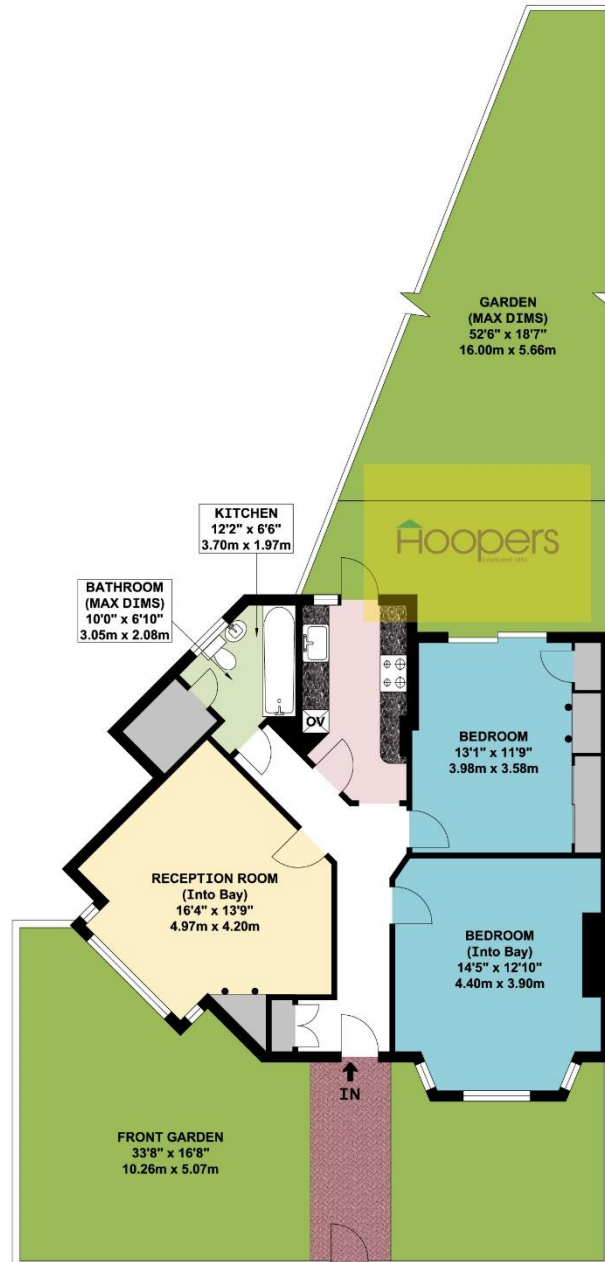 GARDEN
(MAX DIMS)
52'6" x 18'7"
16.00m x 5.66m
Hoopers
KITCHEN
12'2" x 6'6"
3.70m x 1.97m
BATHROOM
(MAX DIMS)
10'0" x 6'10"
3.05m x 2.08m
OV
BEDROOM
13'1" x 11'9"
3.98m x 3.58m
RECEPTION ROOM
(Into Bay)
16'4" x 13'9"
4.97m x 4.20m
BEDROOM
(Into Bay)
14'5" x 12'10"
4.40m x 3.90m
IN
FRONT GARDEN
33'8" x 16'8"
10.26m x 5.07m